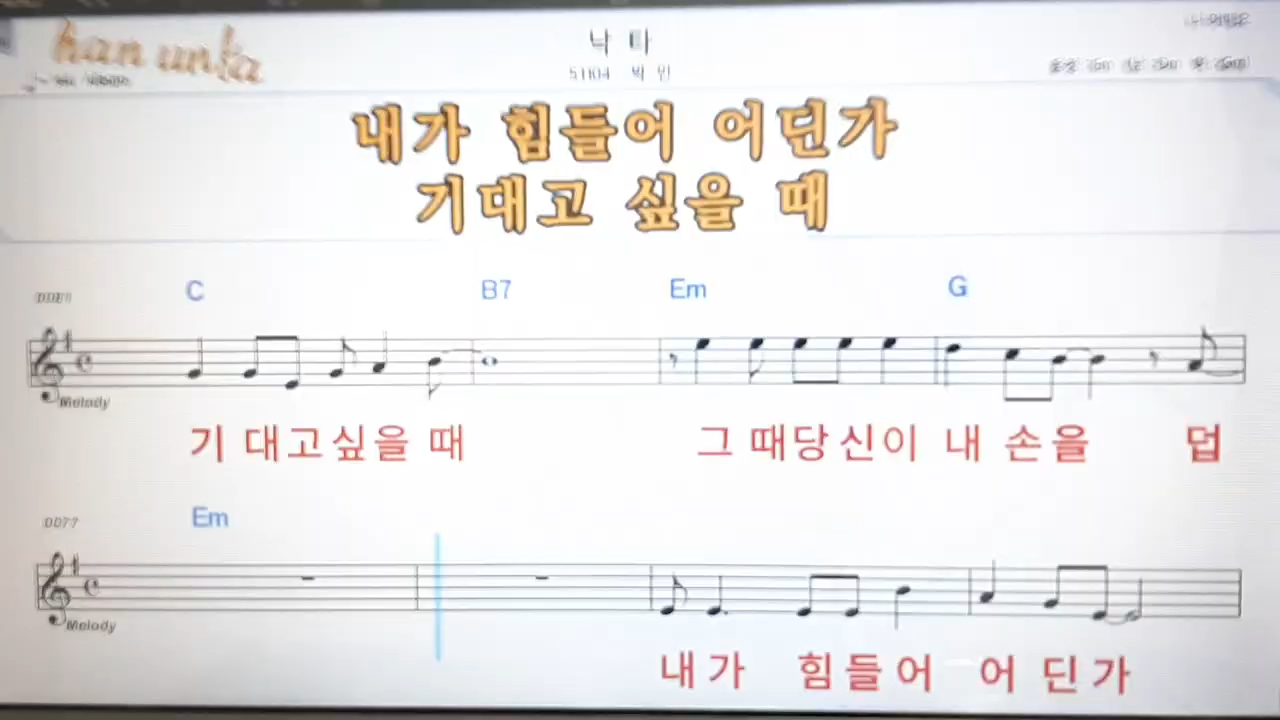 han unka
낙 타
내가 힘들어 어딘가
기대고 싶을 때
C B7 Em G
Melody
기 대고싶을 때 그 때당신이 내 손을 덥
Em
Melody
내 가 힘 들 어 어 딘 가